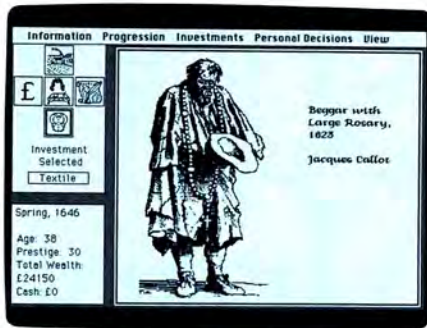 Information Progression Investments Personal Decisions View
£
Investment
Selected
Textile
Spring, 1646
Age: 38
Prestige: 30
Total Wealth:
£24150
Cash: £0
Beggar with
Large Rosary,
1623
Jacques Callot